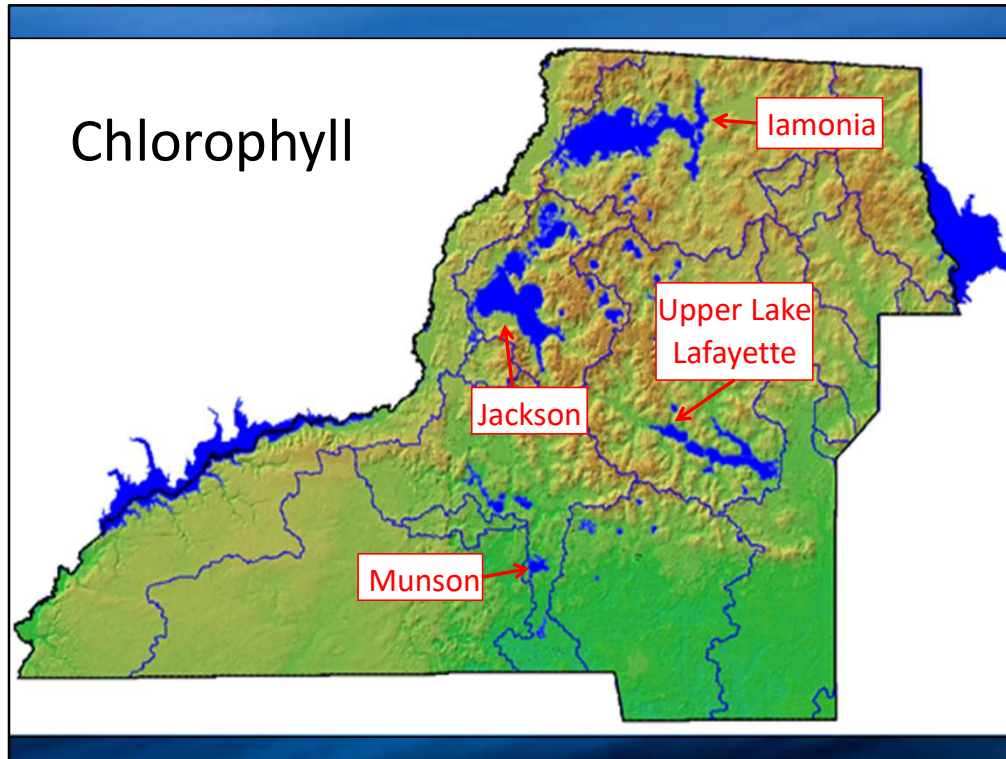 Chlorophyll
Iamonia
Upper Lake
Lafayette
Jackson
Munson